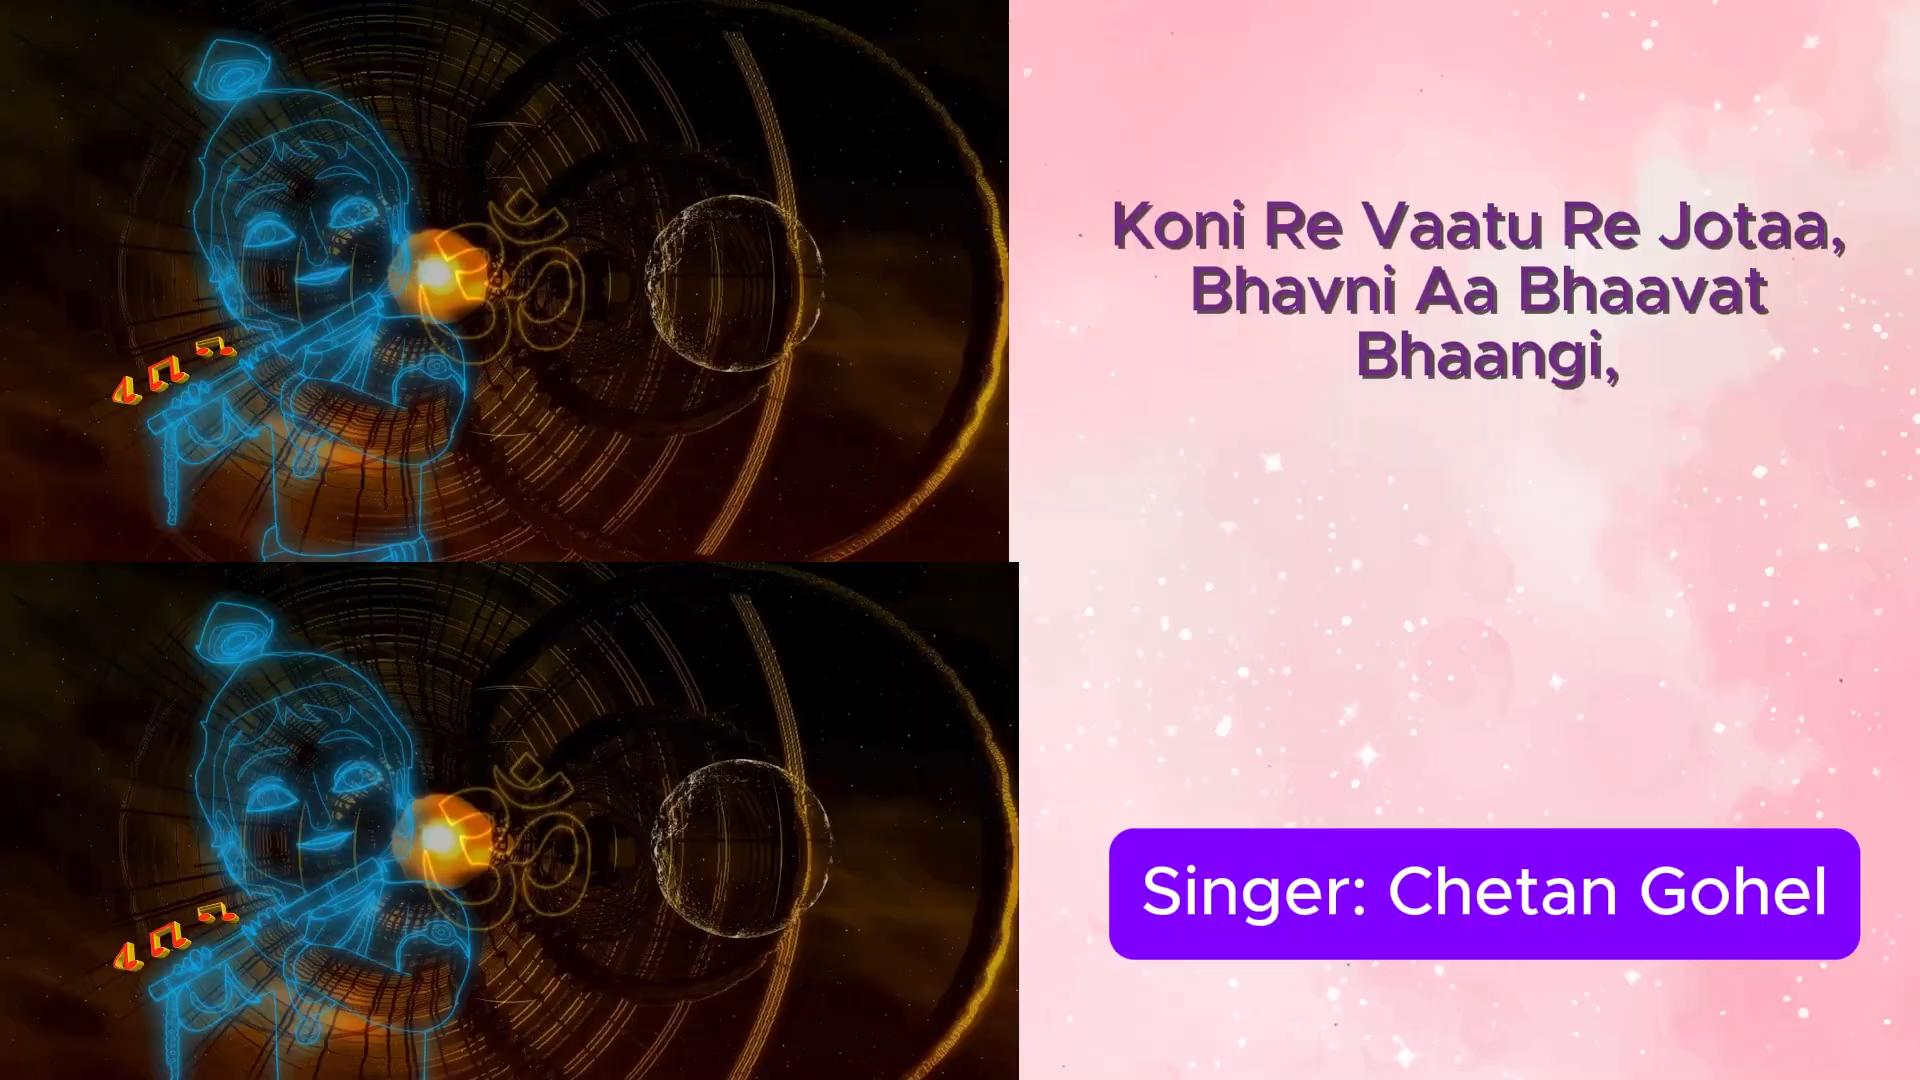 Koni Re Vaatu Re Jotaa,
Bhavni Aa Bhaavat
Bhaangi,
Singer: Chetan Gohel